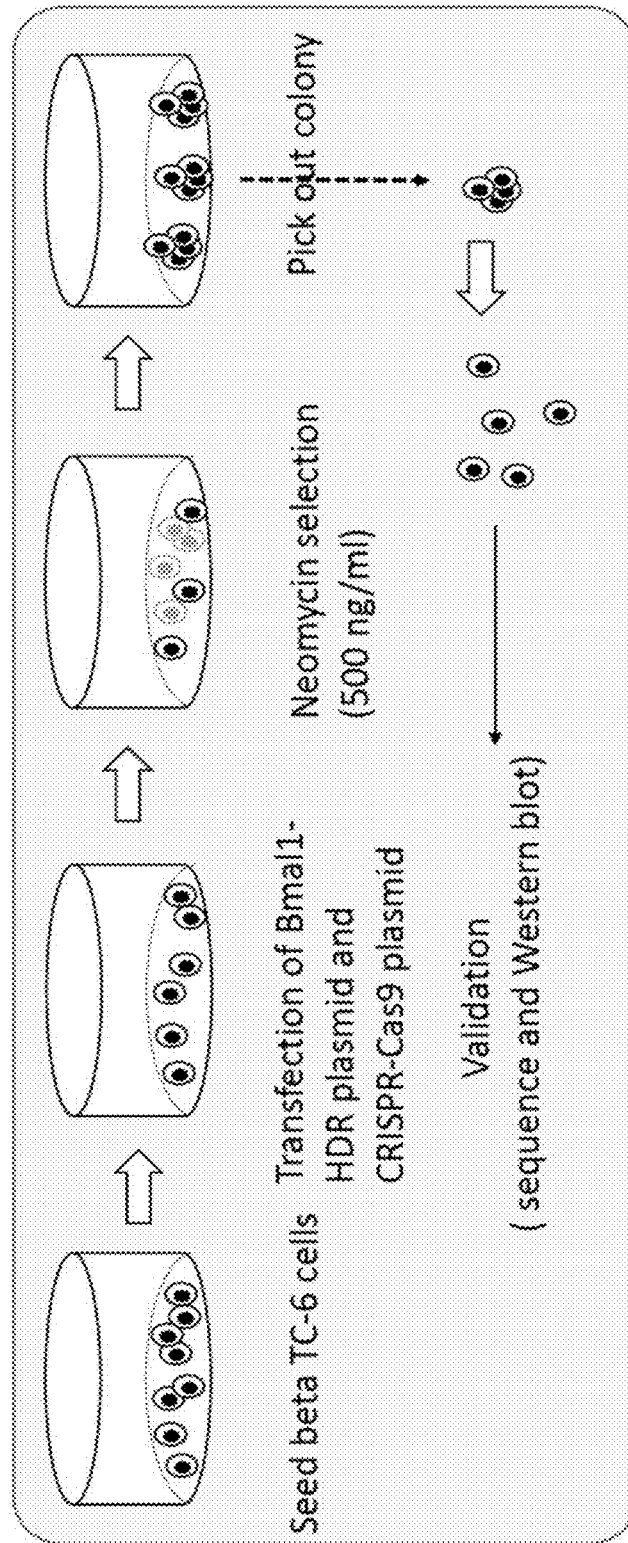 Seed beta TC-6 cells
Transfection of Bmal1-
HDR plasmid and
CRISPR-Cas9 plasmid
Neomycin selection
(500 ng/ml)
Pick out colony
Validation
( sequence and Western blot)